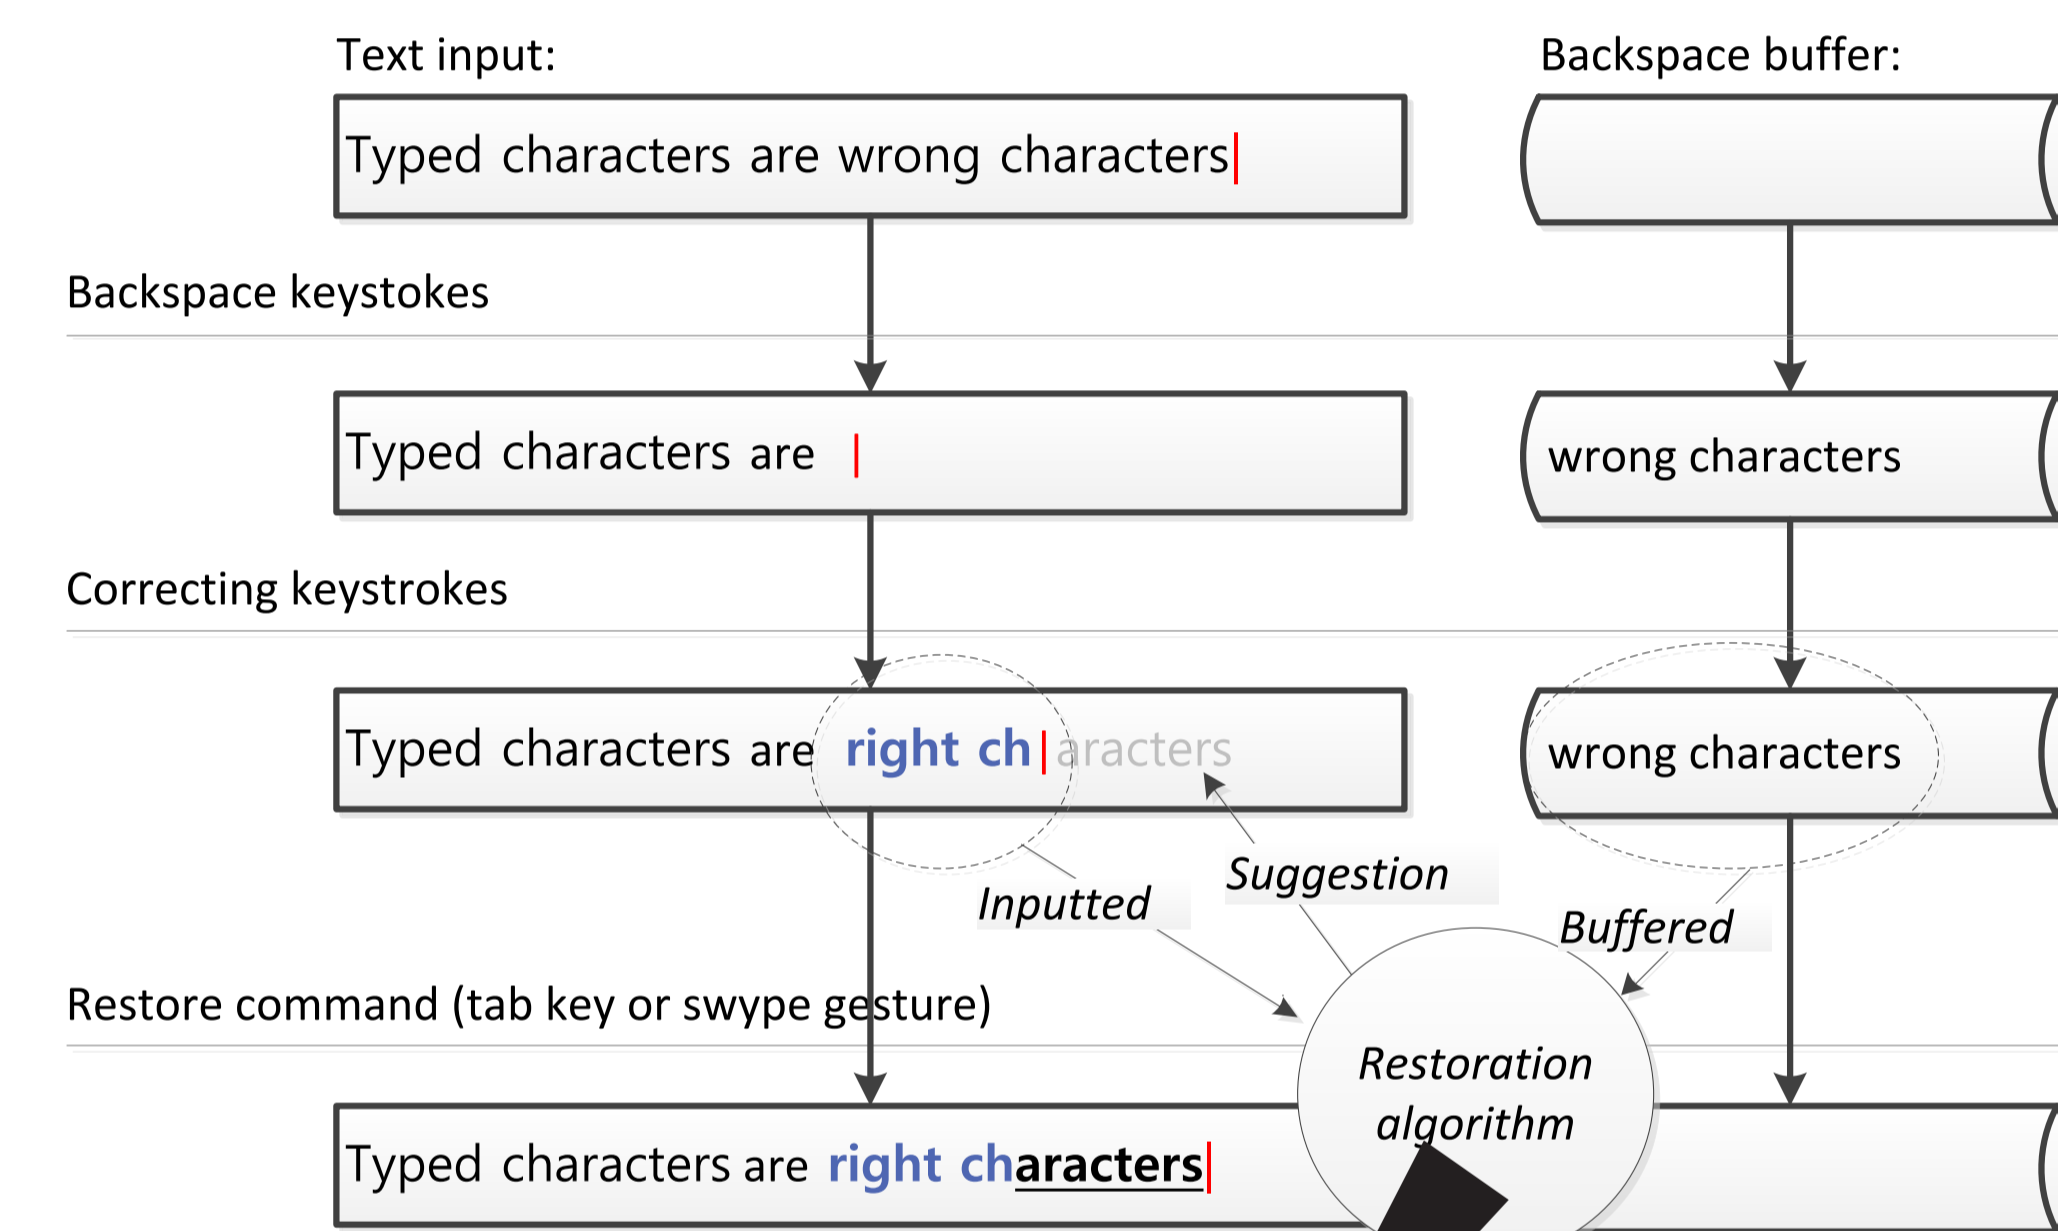 Text input:
Backspace buffer:
Typed characters are wrong characters
Backspace keystokes
Typed characters are
wrong characters
Correcting keystrokes
Typed characters are right ch aracters
wrong characters
Suggestion
Inputted
Buffered
Restore command (tab key or swype gesture)
Restoration
algorithm
Typed characters are right characters